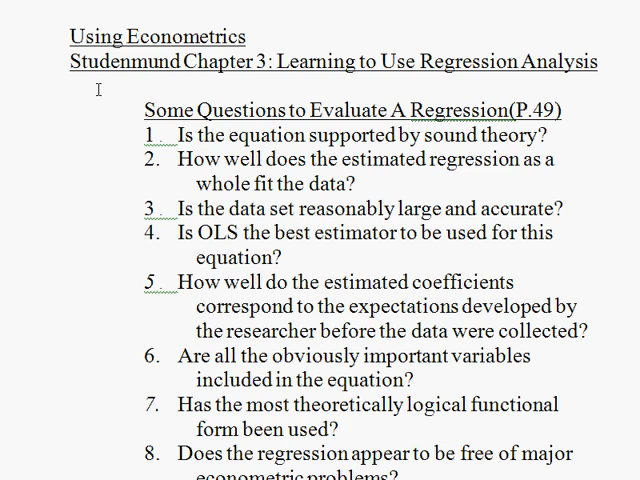 Using Econometrics
Studenmund Chapter 3: Learning to Use Regression Analysis
Some Questions to Evaluate A Regression(P.49)
1. Is the equation supported by sound theory?
2. How well does the estimated regression as a
whole fit the data?
3. Is the data set reasonably large and accurate?
4. Is OLS the best estimator to be used for this
equation?
5. How well do the estimated coefficients
correspond to the expectations developed by
the researcher before the data were collected?
6. Are all the obviously important variables
included in the equation?
7. Has the most theoretically logical functional
form been used?
8. Does the regression appear to be free of major
econometric problems?